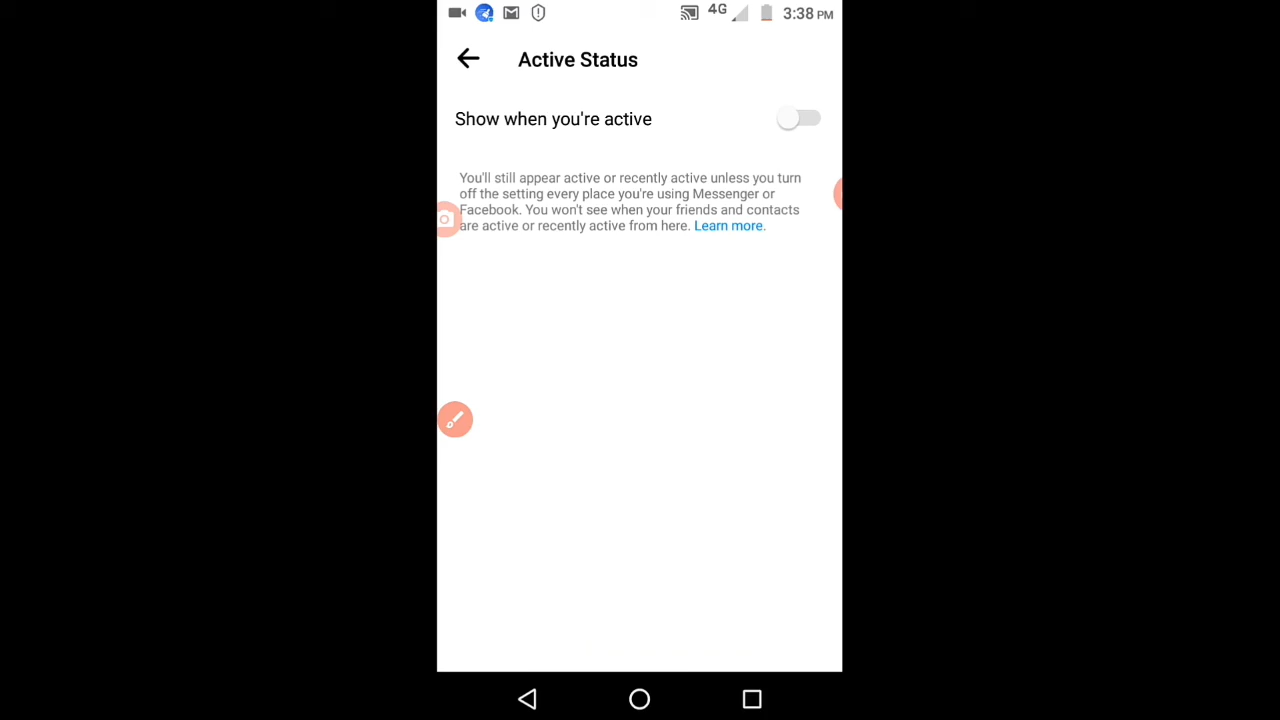 4G 3:38 PM
Active Status
Show when you're active
You'll still appear active or recently active unless you turn
off the setting every place you're using Messenger or
Facebook. You won't see when your friends and contacts
are active or recently active from here. Learn more.